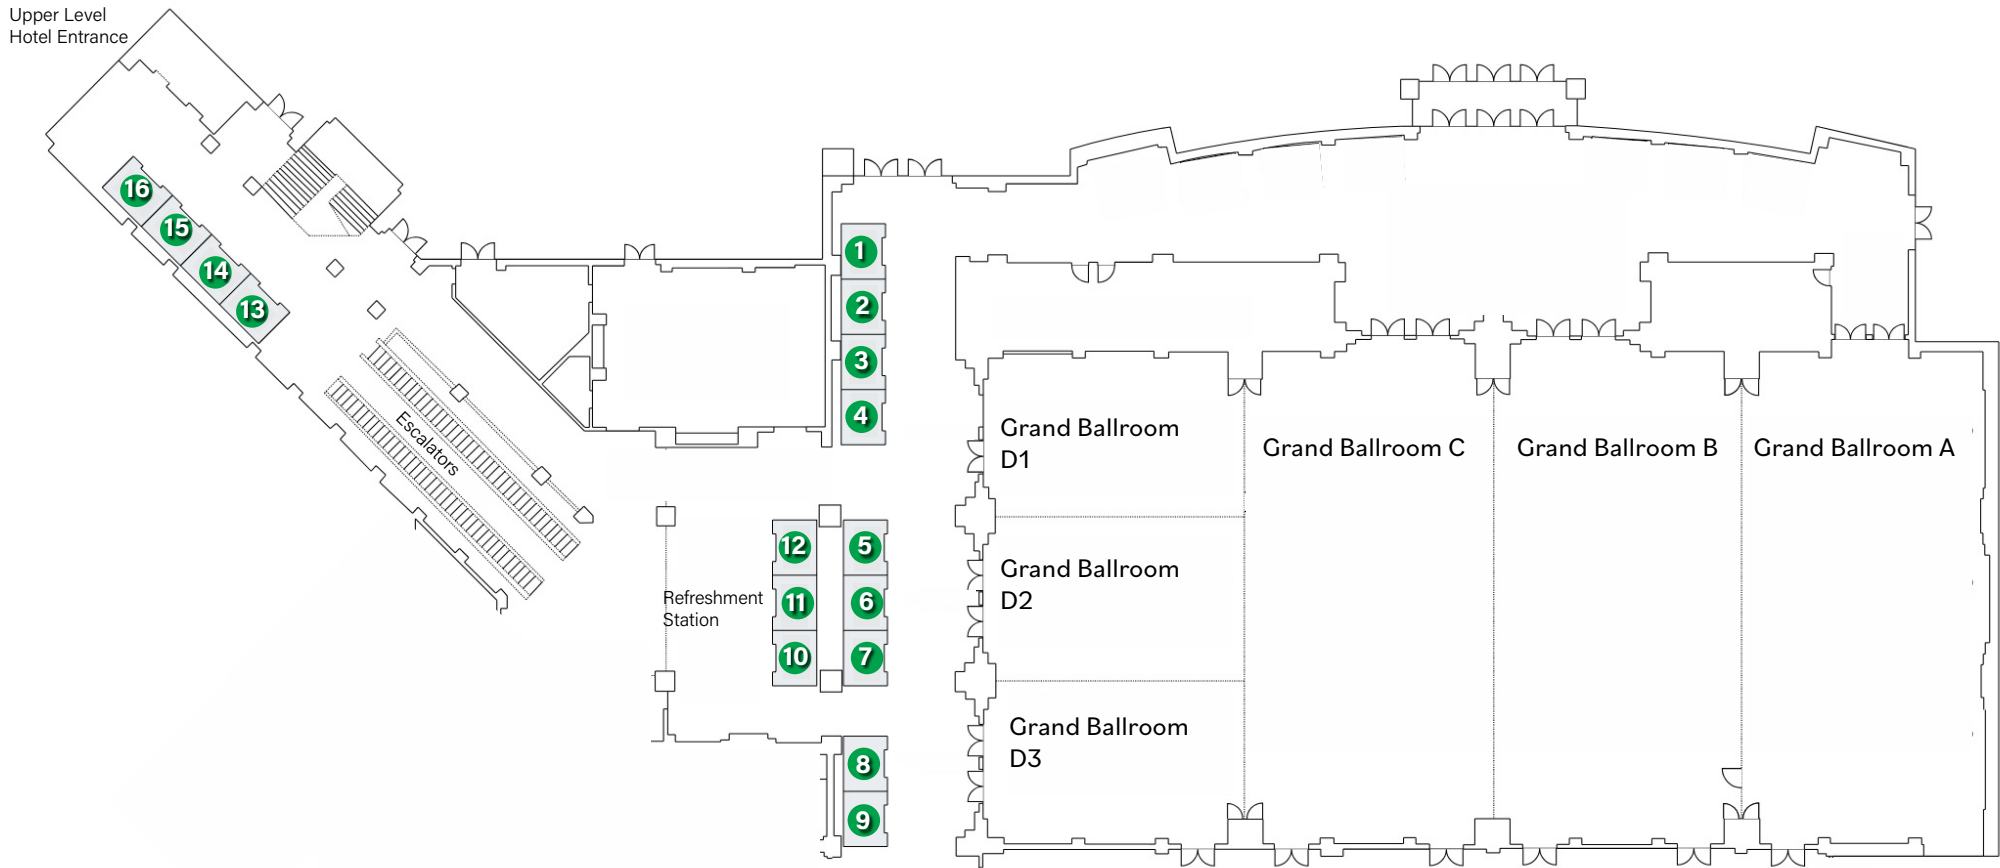 Upper Level
Hotel Entrance
16
15
14
13
1
2
3
4
Escalators
Grand Ballroom
D1
Grand Ballroom C
Grand Ballroom B
Grand Ballroom A
12
5
11
6
10
7
Refreshment
Station
Grand Ballroom
D2
Grand Ballroom
D3
8
9